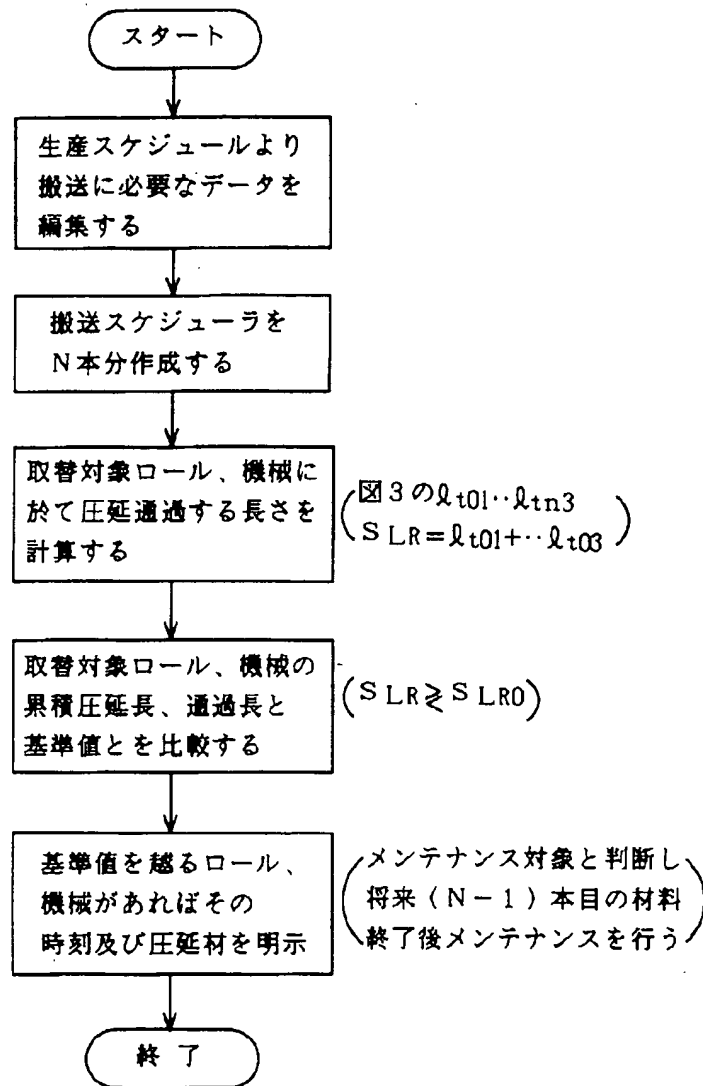 スタート
生産スケジュールより
搬送に必要なデータを
編集する
搬送スケジューラを
N本分作成する
取替対象ロール、機械に
於て圧延通過する長さを
計算する
(図3のℓt01‥ℓtn3
SLR=ℓt01+‥ℓt03)
取替対象ロール、機械の
累積圧延長、通過長と
基準値とを比較する
(SLR≷SLR0)
基準値を越るロール、
機械があればその
時刻及び圧延材を明示
(メンテナンス対象と判断し
将来(N-1)本目の材料
終了後メンテナンスを行う)
終了